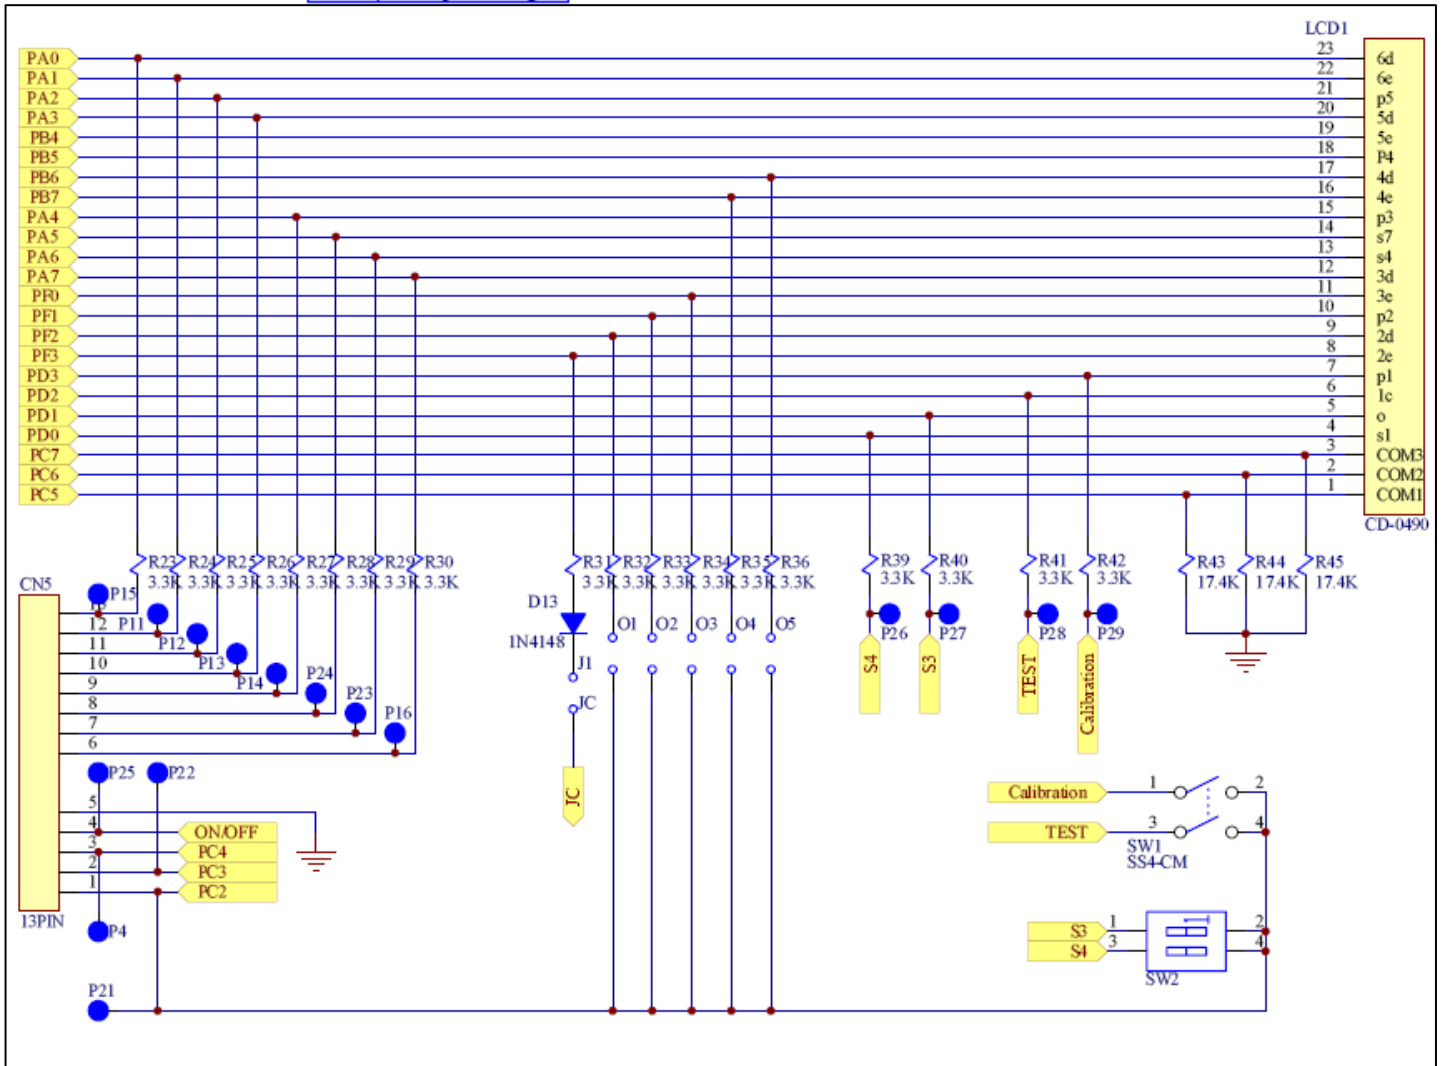 LCD1
PA0 23 6d
PA1 22 6e
PA2 21 p5
PA3 20 5d
PB4 19 5e
PB5 18 P4
PB6 17 4d
PB7 16 4e
PA4 15 p3
PA5 14 s7
PA6 13 s4
PA7 12 3d
PF0 11 3e
PF1 10 p2
PF2 9 2d
PF3 8 2e
PD3 7 p1
PD2 6 1c
PD1 5 o
PD0 4 s1
PC7 3 COM3
PC6 2 COM2
PC5 1 COM1
CD-0490
R23 R24 R25 R26 R27 R28 R29 R30 R31 R32 R33 R34 R35 R36 R39 R40 R41 R42 R43 R44 R45
3.3K 3.3K 3.3K 3.3K 3.3K 3.3K 3.3K 3.3K 3.3K 3.3K 3.3K 3.3K 3.3K 3.3K 3.3K 3.3K 3.3K 3.3K 17.4K 17.4K 17.4K
CN5
P15
13
D13
12 P11
O1 O2 O3 O4 O5
P26 P27 P28 P29
11 P12
1N4148
10 P13
J1
9 P14 P24
8 P23
7 P16
6
JC
S4 S3 TEST Calibration
P25 P22
JC
5
4 ON/OFF
3 PC4
2 PC3
1 PC2
13PIN
P4
P21
Calibration 1 2
TEST 3 4
SW1
SS4-CM
S3 1 2
S4 3 4
SW2